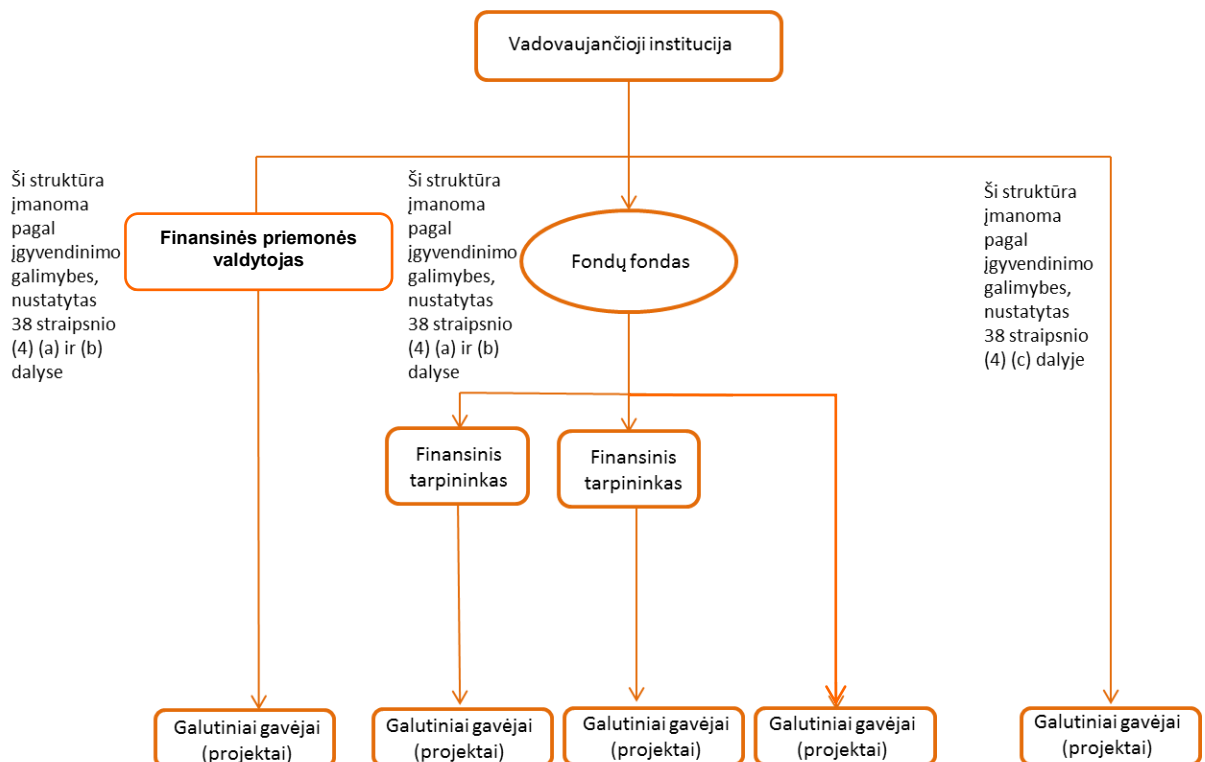 Vadovaujančioji institucija
Ši struktūra
įmanoma
pagal
įgyvendinimo
galimybes,
nustatytas
38 straipsnio
(4) (a) ir (b)
dalyse
Finansinės priemonės
valdytojas
Ši struktūra
įmanoma
pagal
įgyvendinimo
galimybes,
nustatytas
38 straipsnio
(4) (a) ir (b)
dalyse
Fondų fondas
Ši struktūra
įmanoma
pagal
įgyvendinimo
galimybes,
nustatytas
38 straipsnio
(4) (c) dalyje
Finansinis
tarpininkas
Finansinis
tarpininkas
Galutiniai gavėjai
(projektai)
Galutiniai gavėjai
(projektai)
Galutiniai gavėjai
(projektai)
Galutiniai gavėjai
(projektai)
Galutiniai gavėjai
(projektai)